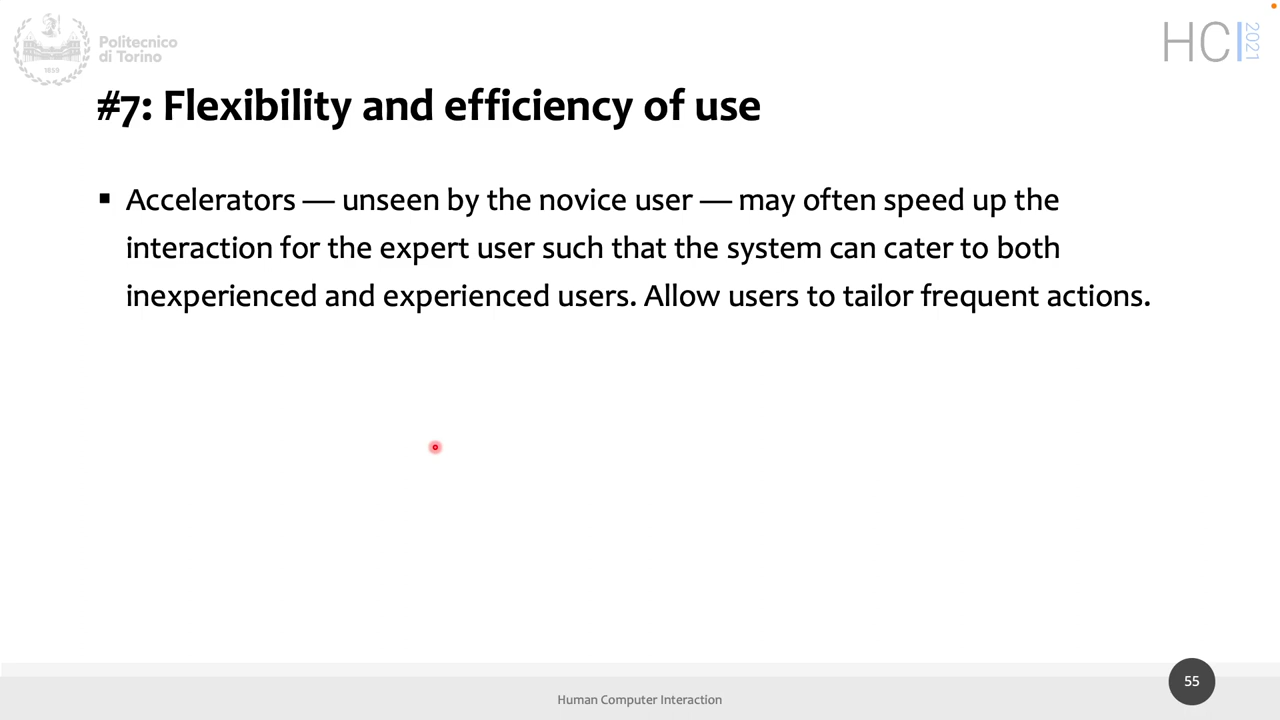 Politecnico
di Torino
1859
HCI 2021
#7: Flexibility and efficiency of use
▪ Accelerators — unseen by the novice user — may often speed up the
interaction for the expert user such that the system can cater to both
inexperienced and experienced users. Allow users to tailor frequent actions.
Human Computer Interaction
55